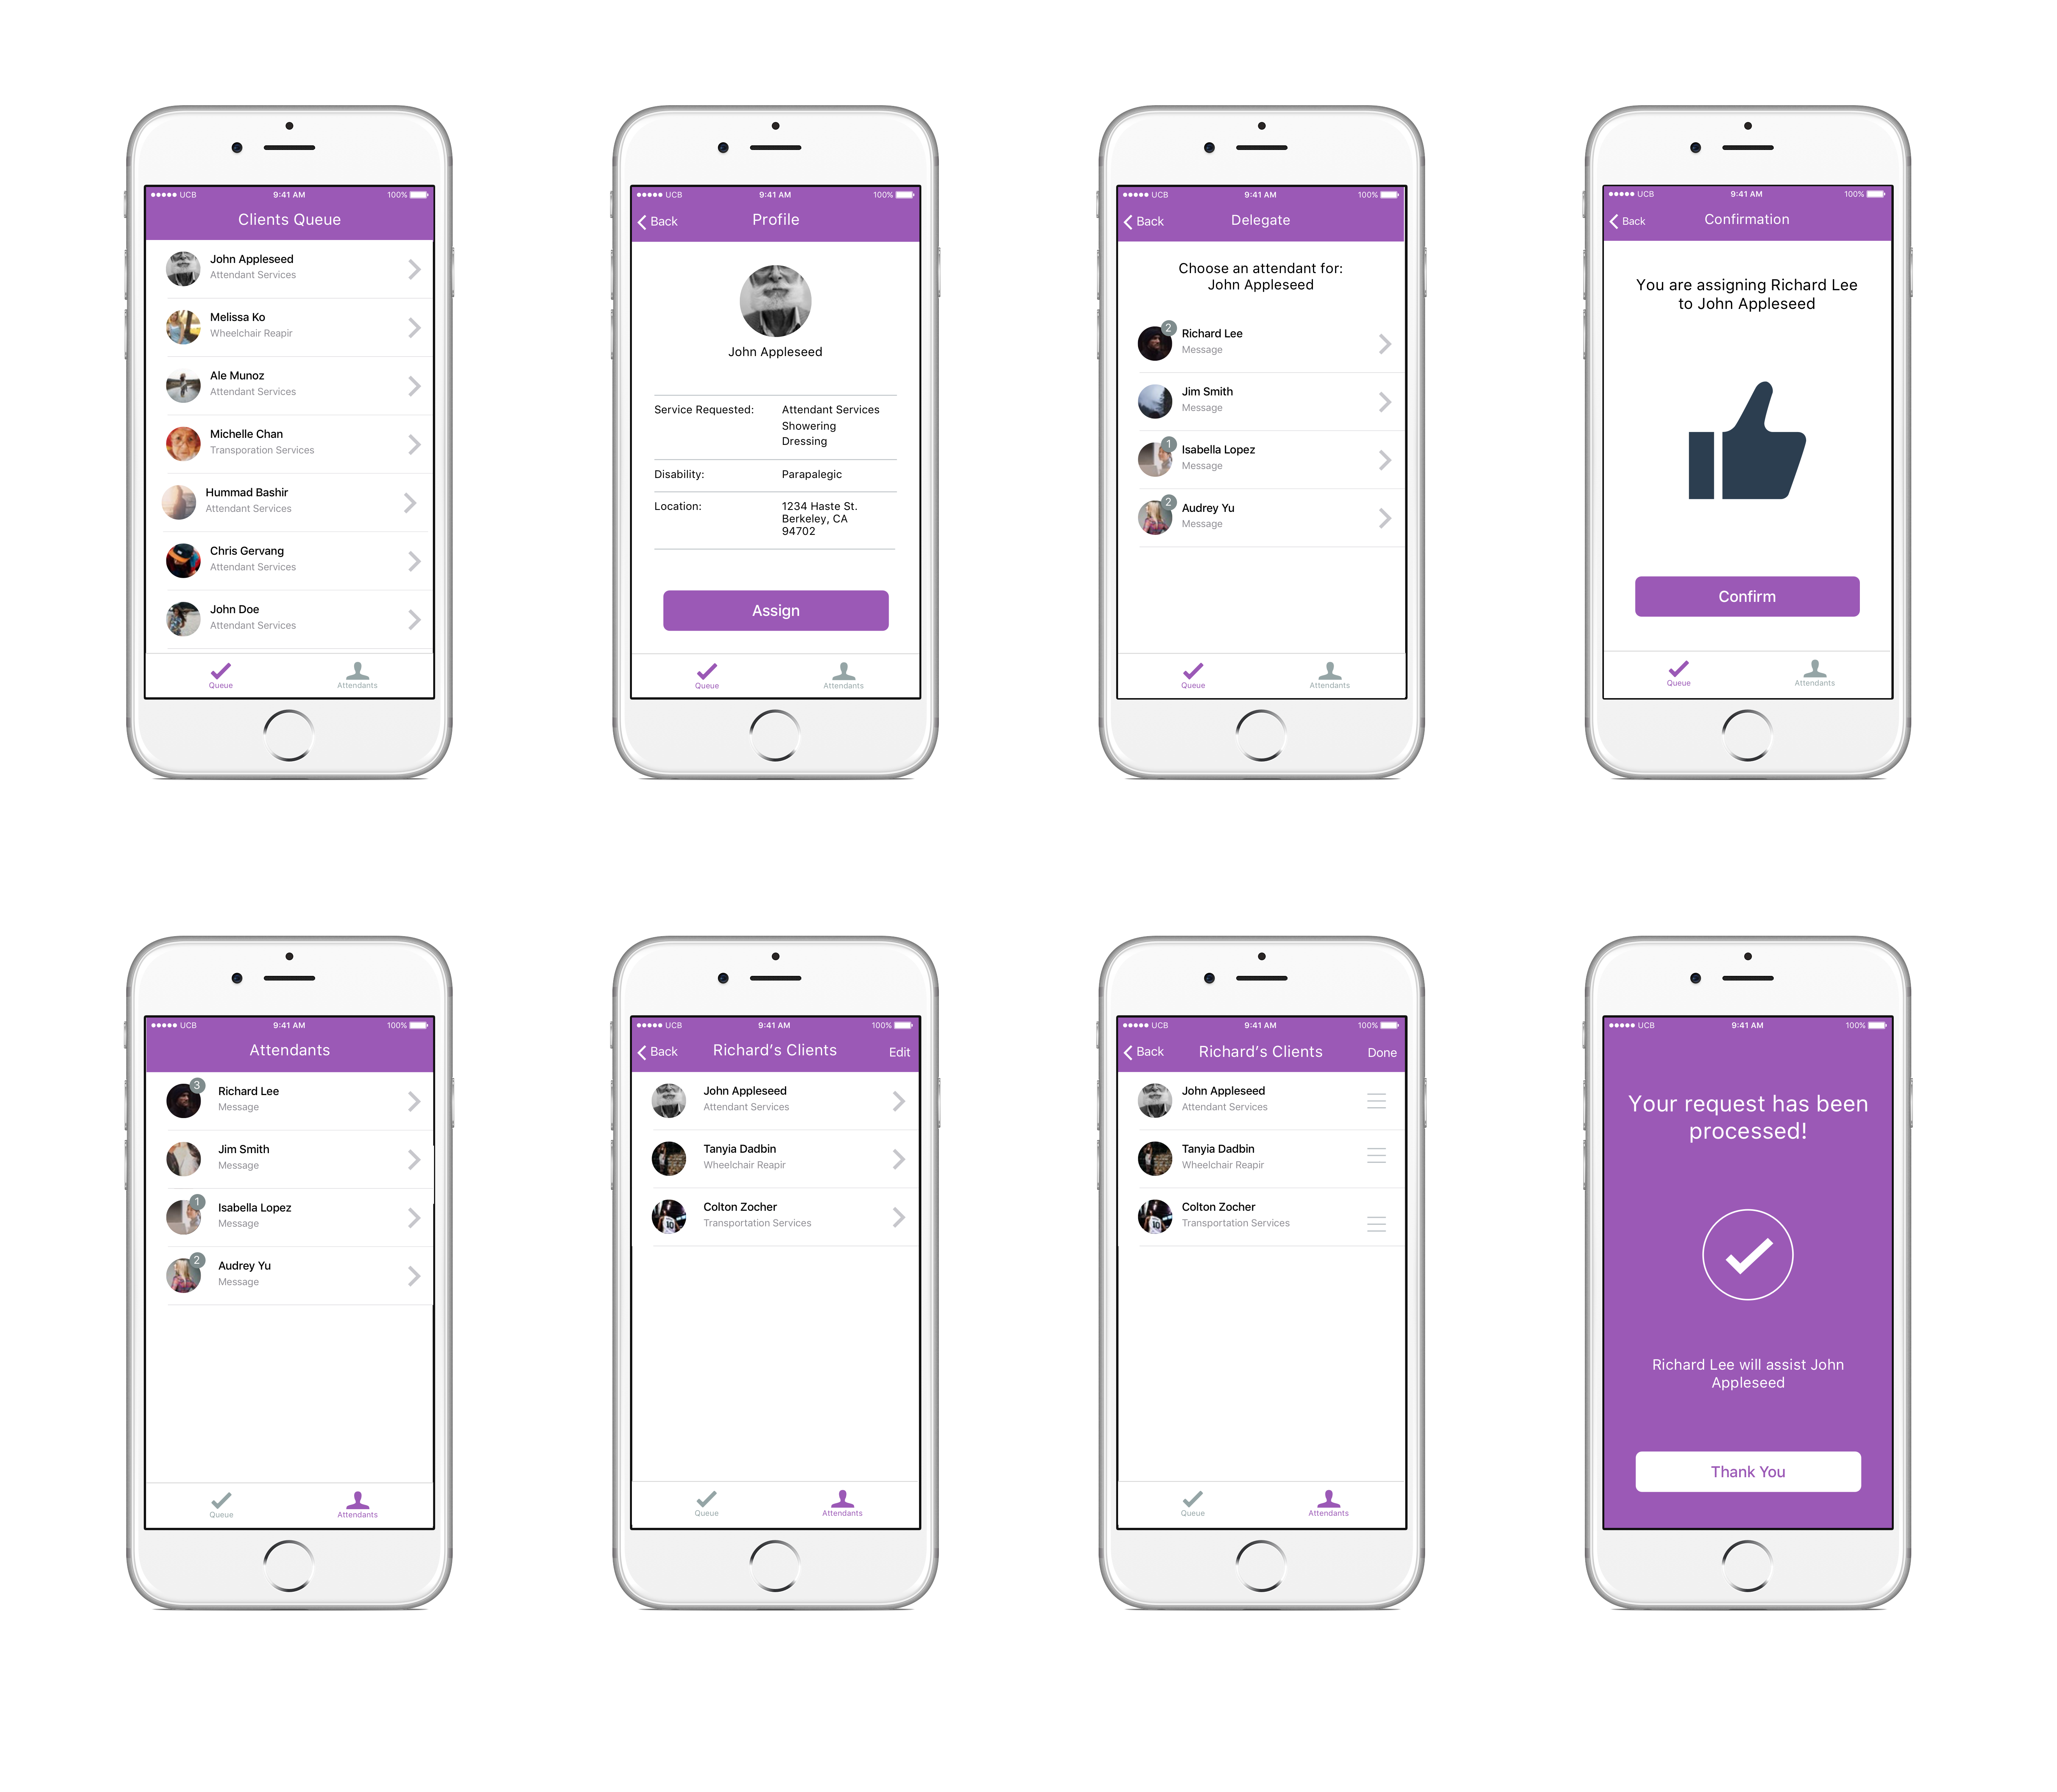 UCB 9:41 AM 100%
Clients Queue
John Appleseed
Attendant Services
Melissa Ko
Wheelchair Reapir
Ale Munoz
Attendant Services
Michelle Chan
Transporation Services
Hummad Bashir
Attendant Services
Chris Gervang
Attendant Services
John Doe
Attendant Services
Queue Attendants
UCB 9:41 AM 100%
Back Profile
John Appleseed
Service Requested: Attendant Services
Showering
Dressing
Disability: Parapalegic
Location: 1234 Haste St.
Berkeley, CA
94702
Assign
Queue Attendants
UCB 9:41 AM 100%
Back Delegate
Choose an attendant for:
John Appleseed
2 Richard Lee
Message
Jim Smith
Message
1 Isabella Lopez
Message
2 Audrey Yu
Message
Queue Attendants
UCB 9:41 AM 100%
Back Confirmation
You are assigning Richard Lee
to John Appleseed
Confirm
Queue Attendants
UCB 9:41 AM 100%
Attendants
3 Richard Lee
Message
Jim Smith
Message
1 Isabella Lopez
Message
2 Audrey Yu
Message
Queue Attendants
UCB 9:41 AM 100%
Back Richard's Clients Edit
John Appleseed
Attendant Services
Tanyia Dadbin
Wheelchair Reapir
10 Colton Zocher
Transportation Services
Queue Attendants
UCB 9:41 AM 100%
Back Richard's Clients Done
John Appleseed
Attendant Services
Tanyia Dadbin
Wheelchair Reapir
10 Colton Zocher
Transportation Services
Queue Attendants
UCB 9:41 AM 100%
Your request has been
processed!
Richard Lee will assist John
Appleseed
Thank You